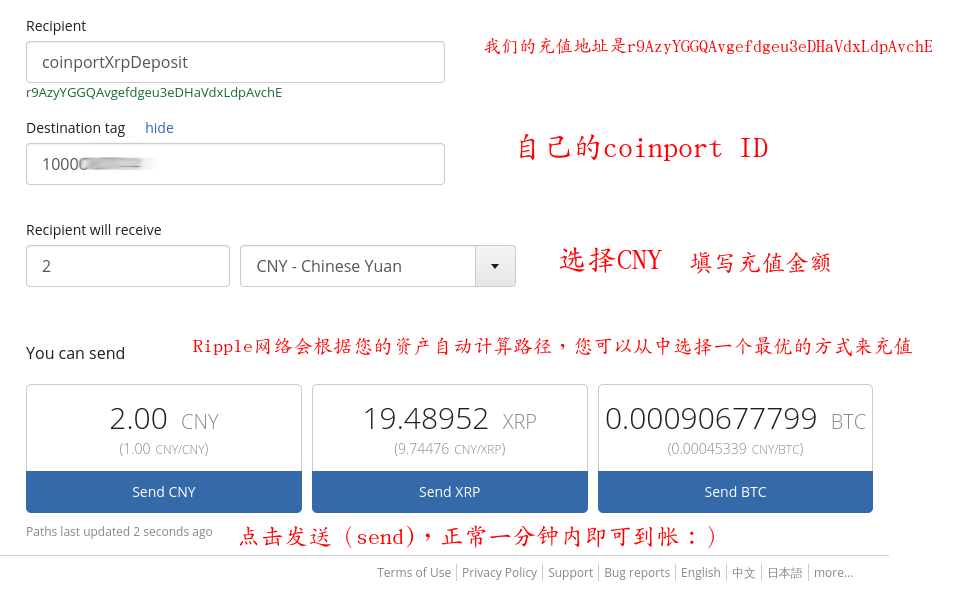 Recipient
我们的充值地址是r9AzyYGGQAvgefdgeu3eDHaVdxLdpAvchE
coinportXrpDeposit
r9AzyYGGQAvgefdgeu3eDHaVdxLdpAvchE
Destination tag hide
自己的coinport ID
1000
Recipient will receive
2 CNY - Chinese Yuan
选择CNY 填写充值金额
You can send
Ripple网络会根据您的资产自动计算路径，您可以从中选择一个最优的方式来充值
2.00 CNY 19.48952 XRP 0.00090677799 BTC
(1.00 CNY/CNY) (9.74476 CNY/XRP) (0.00045339 CNY/BTC)
Send CNY Send XRP Send BTC
Paths last updated 2 seconds ago
点击发送（send），正常一分钟内即可到帐：）
Terms of Use Privacy Policy Support Bug reports English 中文 日本語 more...